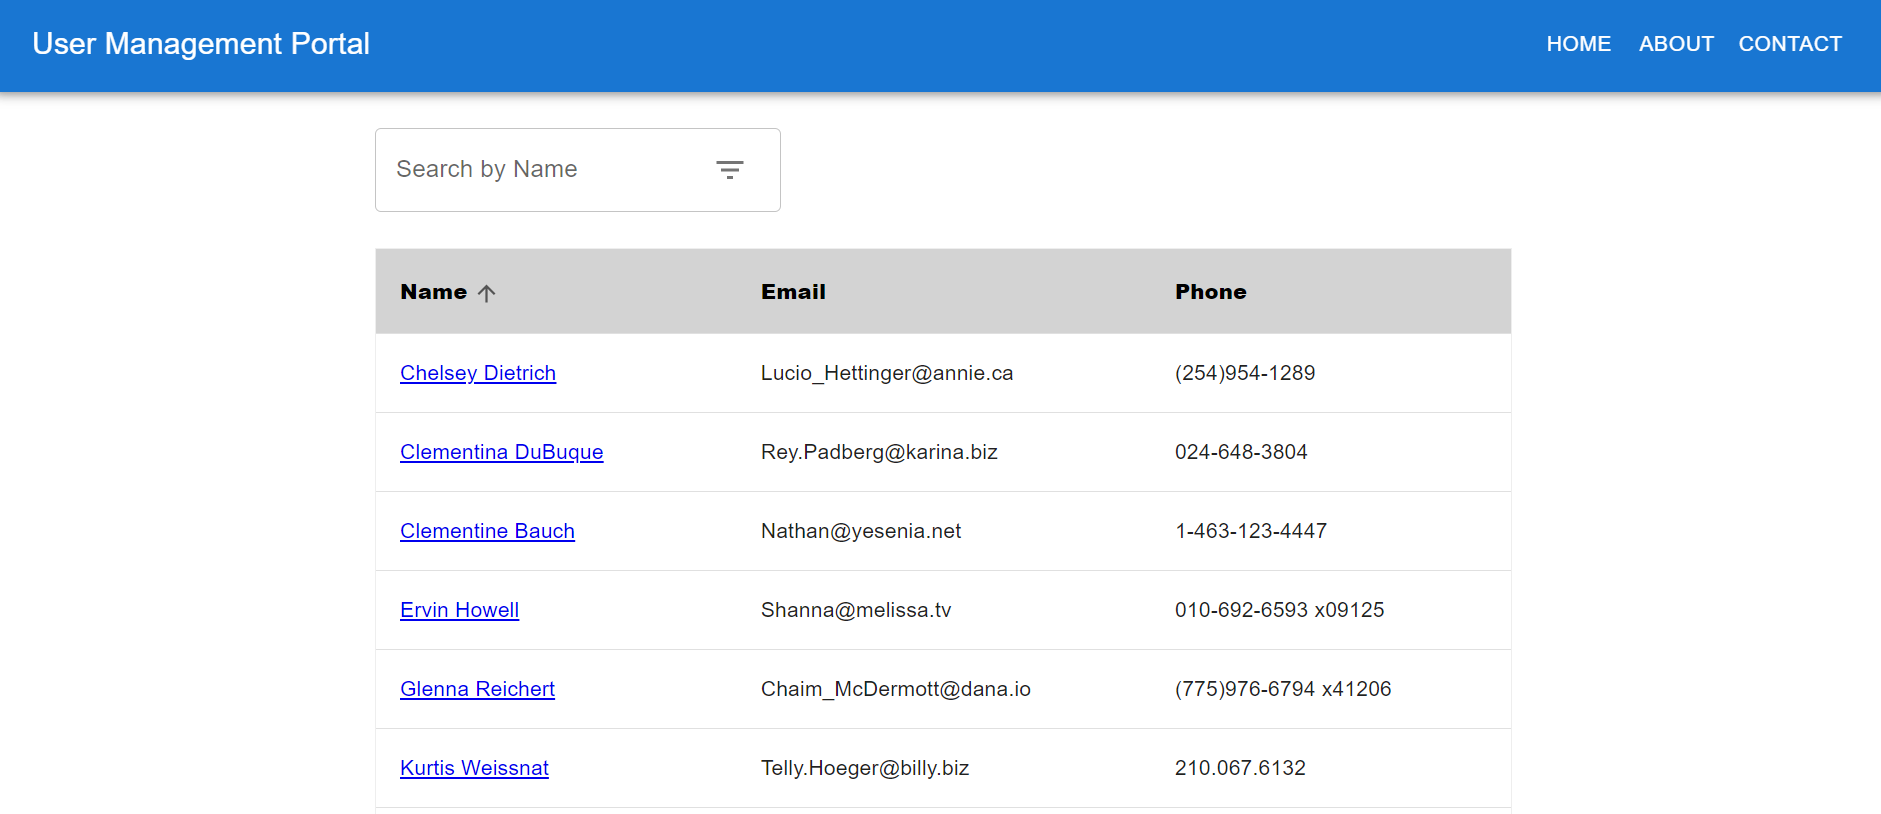 User Management Portal HOME ABOUT CONTACT
Search by Name
Name Email Phone
Chelsey Dietrich Lucio_Hettinger@annie.ca (254)954-1289
Clementina DuBuque Rey.Padberg@karina.biz 024-648-3804
Clementine Bauch Nathan@yesenia.net 1-463-123-4447
Ervin Howell Shanna@melissa.tv 010-692-6593 x09125
Glenna Reichert Chaim_McDermott@dana.io (775)976-6794 x41206
Kurtis Weissnat Telly.Hoeger@billy.biz 210.067.6132